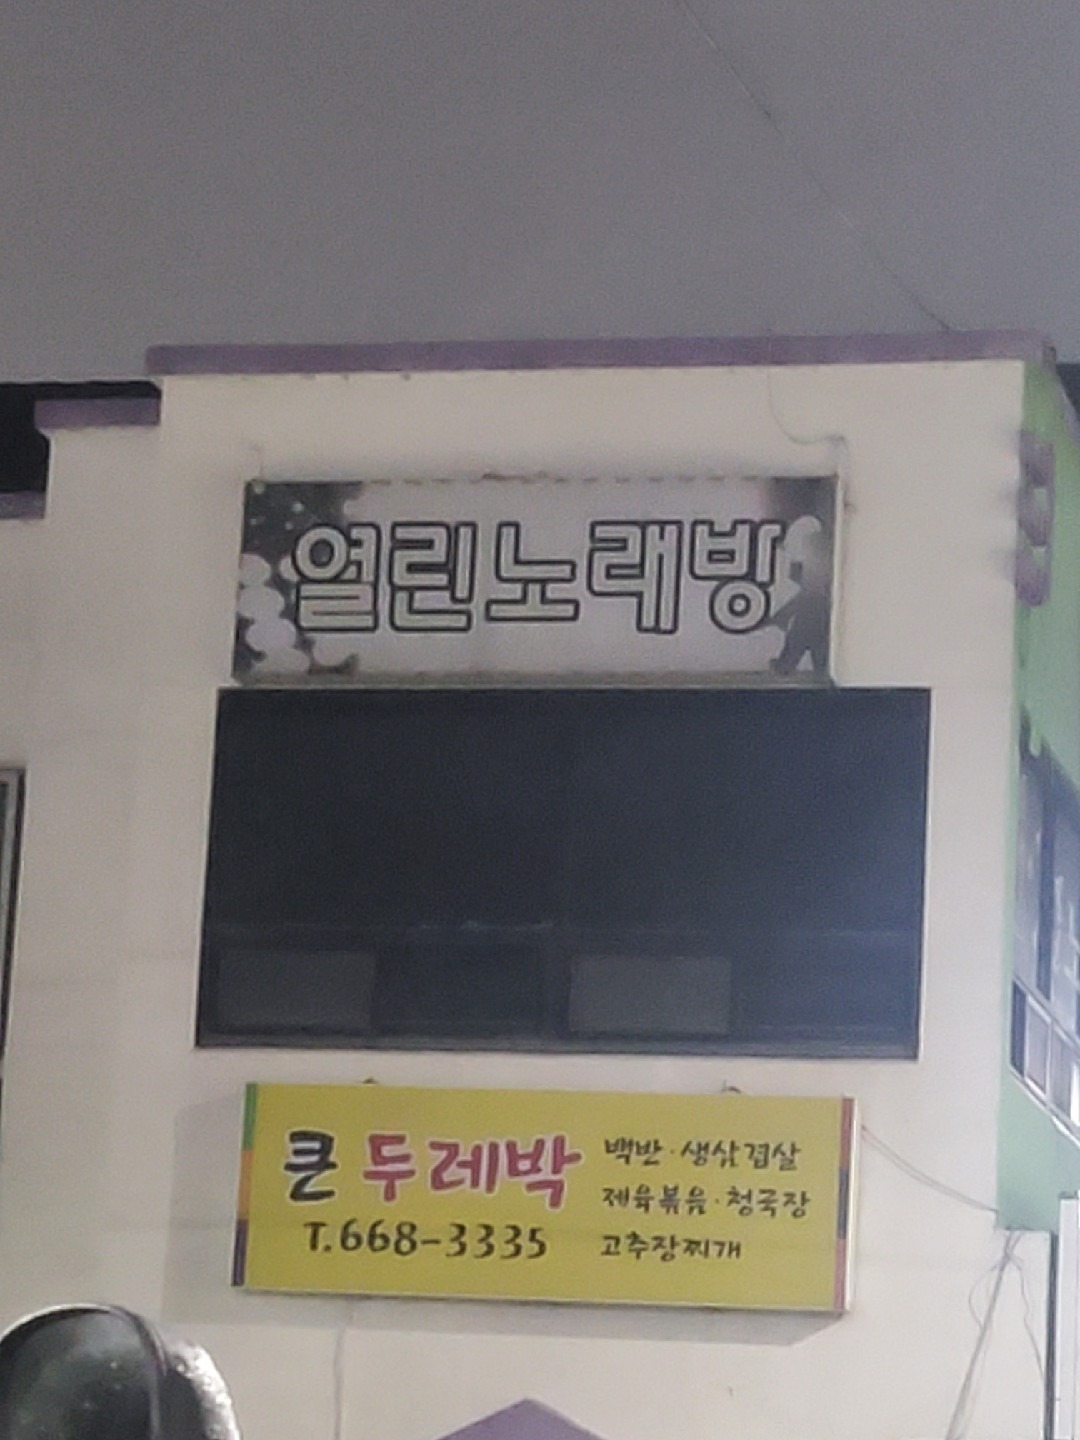 열린노래방
큰 두레박
T.668-3335
백반·생삼겹살
제육볶음·청국장
고추장찌개